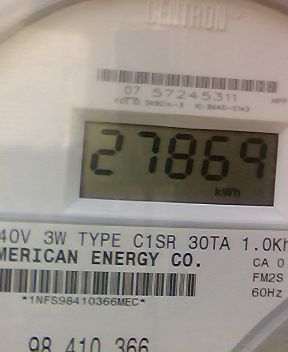 CENTRON®
07 57245311
27869
kWh
40V 3W TYPE C1SR 30TA 1.0Kh
MERICAN ENERGY CO.
CA 0
FM2S
60Hz
*1NFS98410366MEC*
98 410 366